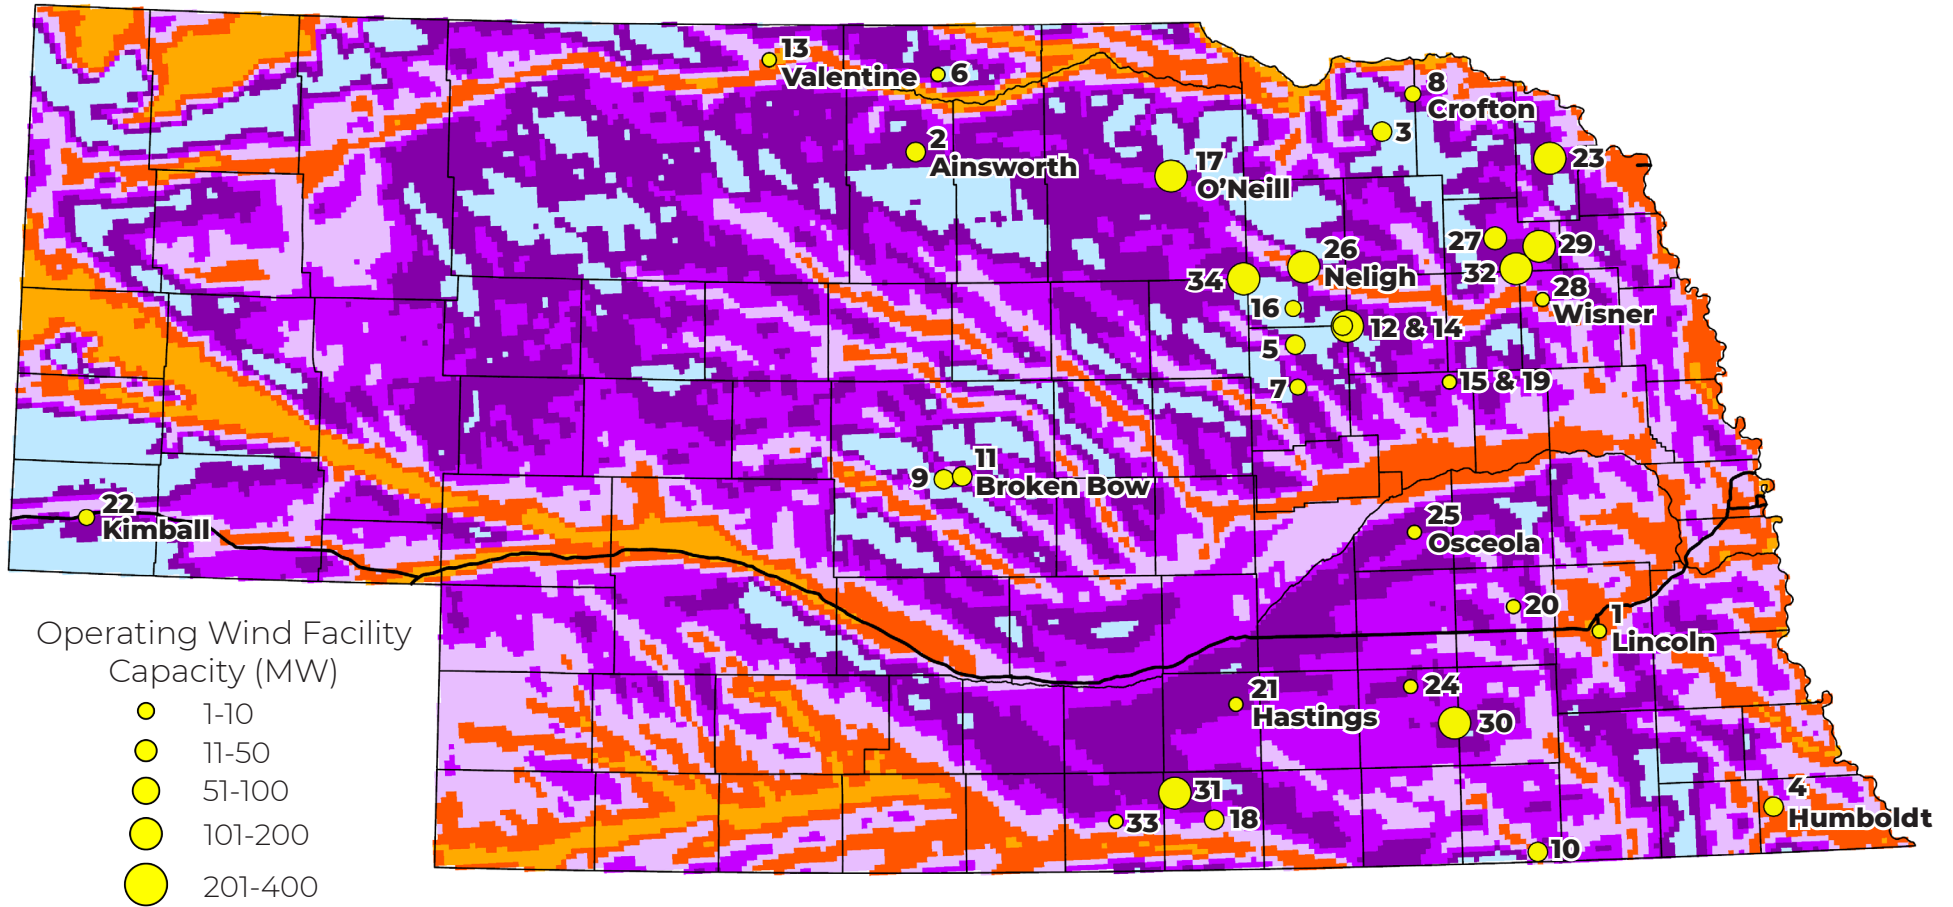 13
Valentine
6
8
Crofton
3
2
Ainsworth
17
O’Neill
23
27
29
26
Neligh
34
32
28
Wisner
16
12 & 14
5
7
15 & 19
11
9
Broken Bow
22
Kimball
25
Osceola
20
1
Lincoln
21
Hastings
24
30
31
18
33
4
Humboldt
10
Operating Wind Facility
Capacity (MW)
1-10
11-50
51-100
101-200
201-400